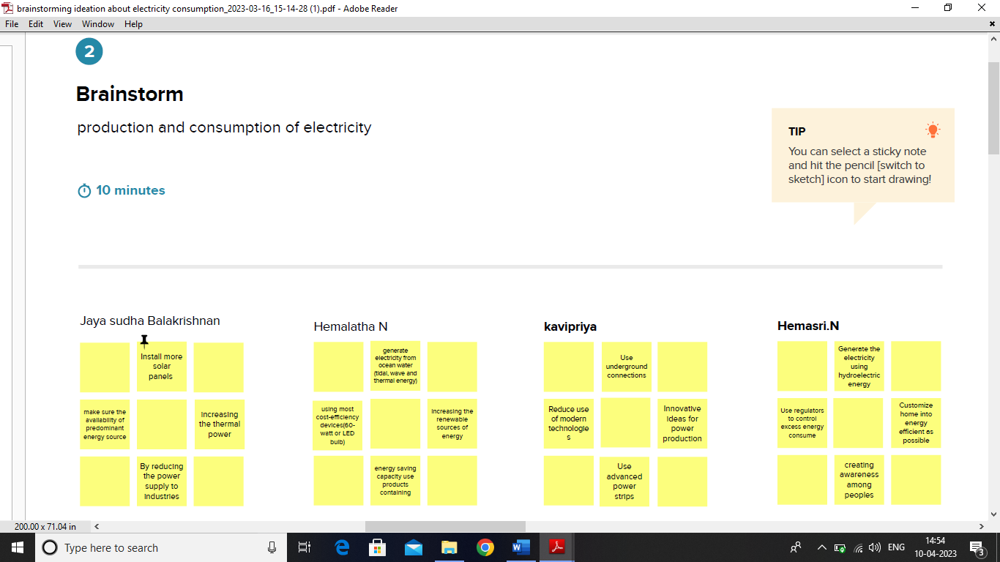 brainstorming ideation about electricity consumption_2023-03-16_15-14-28 (1).pdf - Adobe Reader
File Edit View Window Help
2
Brainstorm
production and consumption of electricity
10 minutes
TIP
You can select a sticky note
and hit the pencil [switch to
sketch] icon to start drawing!
Jaya sudha Balakrishnan
Install more
solar
panels
make sure the
availability of
predominant
energy source
Increasing
the thermal
power
By reducing
the power
supply to
industries
Hemalatha N
generate
electricity from
ocean water
(tidal, wave and
thermal energy)
using most
cost-efficiency
devices(60-
watt or LED
bulb)
Increasing the
renewable
sources of
energy
energy saving
capacity use
products
containing
kavipriya
Use
underground
connections
Reduce use
of modern
technologie
s
Innovative
ideas for
power
production
Use
advanced
power
strips
Hemasri.N
Generate the
electricity
using
hydroelectric
energy
Use regulators
to control
excess energy
consume
Customize
home into
energy
efficient as
possible
creating
awareness
among
peoples
200.00 x 71.04 in
Type here to search
ENG
14:54
10-04-2023
3